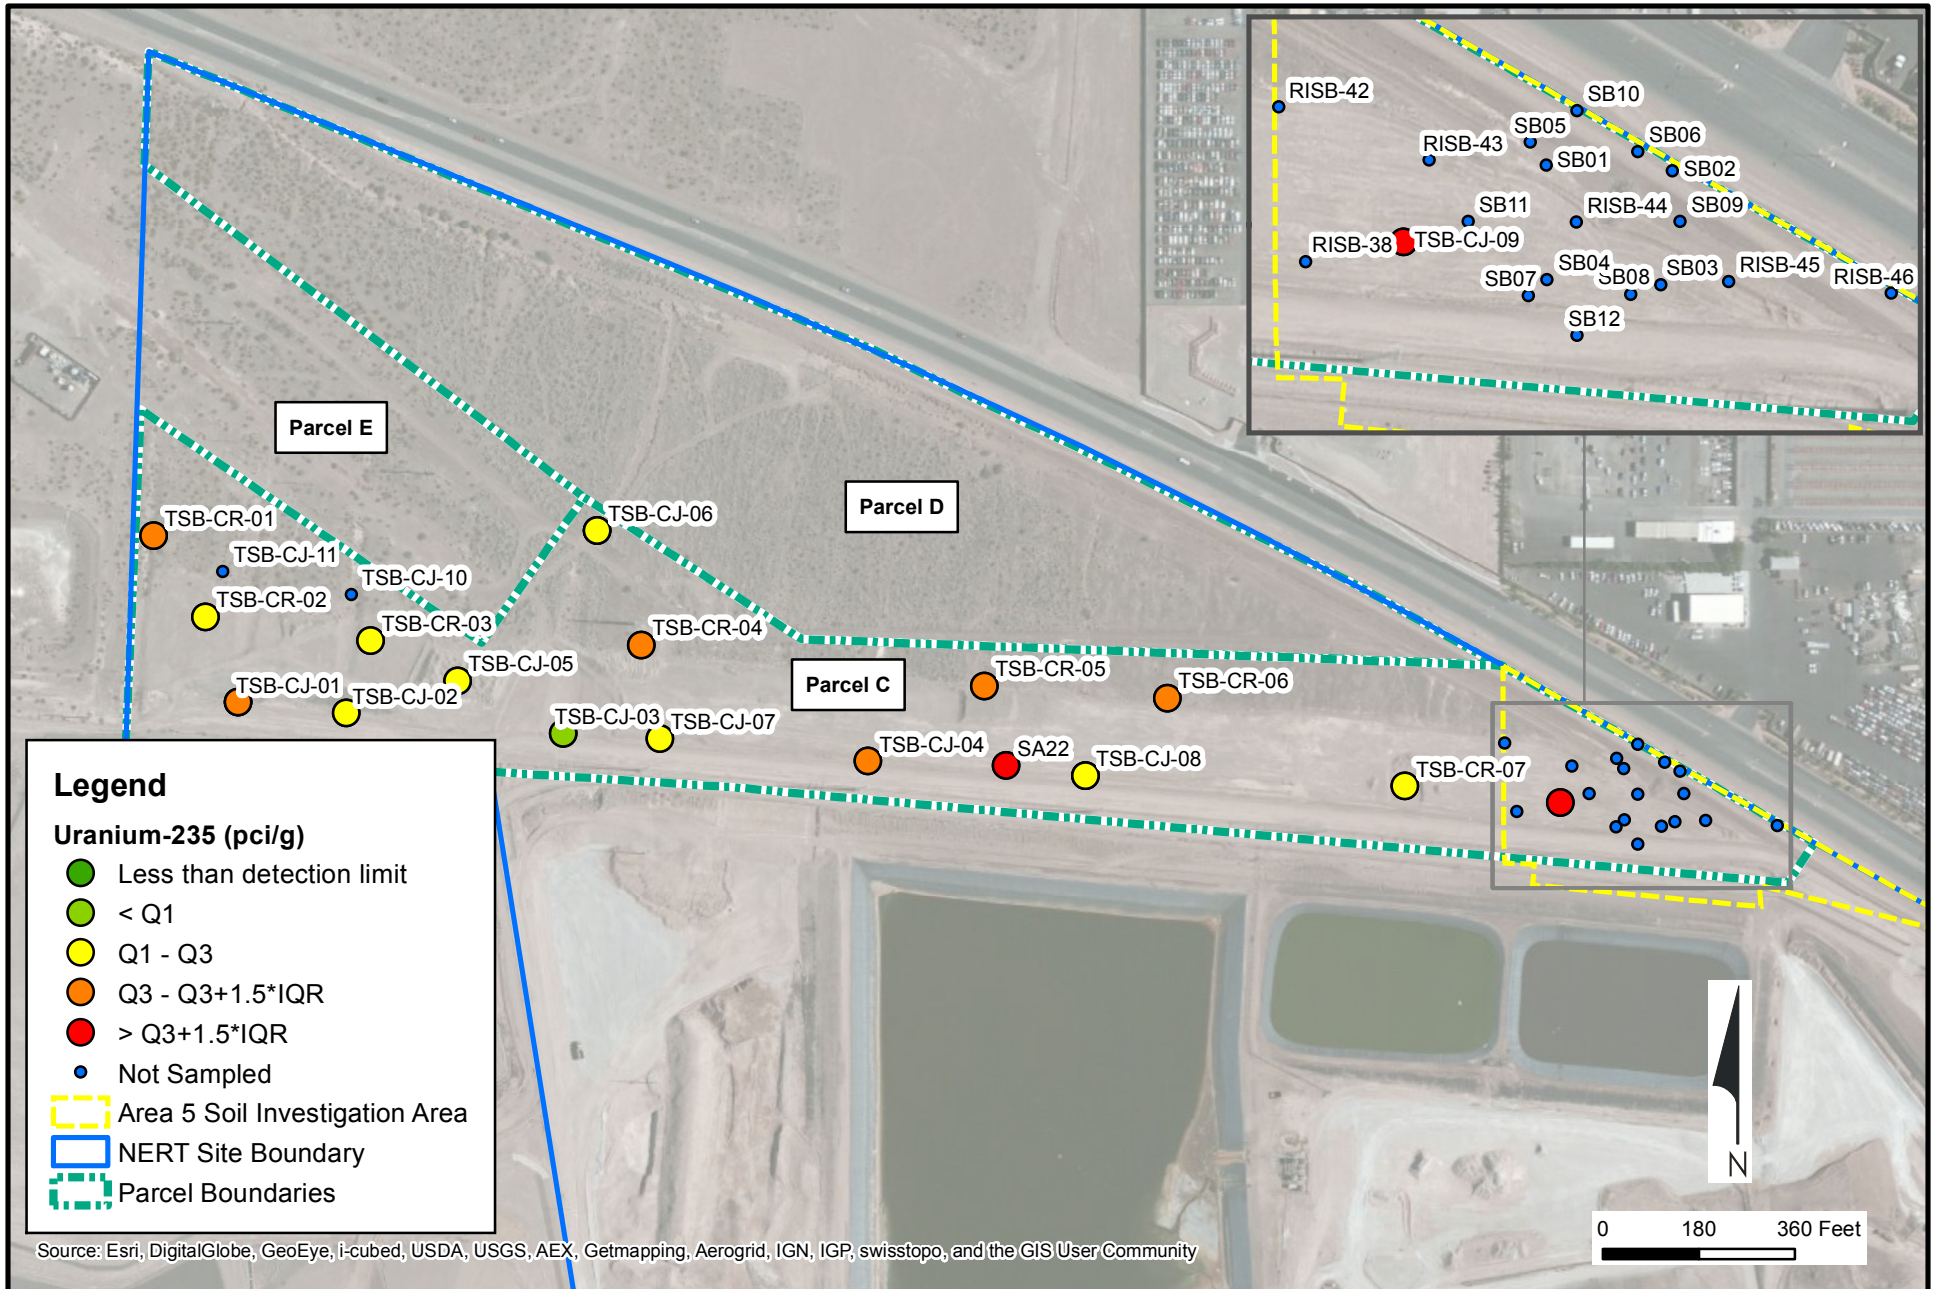 RISB-42
SB10
SB05
SB06
RISB-43
SB01
SB02
SB11
RISB-44
SB09
RISB-38
TSB-CJ-09
SB04
SB07
SB08
SB03
RISB-45
RISB-46
SB12
Parcel E
Parcel D
TSB-CR-01
TSB-CJ-06
TSB-CJ-11
TSB-CJ-10
TSB-CR-02
TSB-CR-03
TSB-CR-04
TSB-CJ-05
TSB-CR-05
TSB-CR-06
Parcel C
TSB-CJ-01
TSB-CJ-02
TSB-CJ-03
TSB-CJ-07
TSB-CJ-04
SA22
TSB-CJ-08
TSB-CR-07
Legend
Uranium-235 (pci/g)
Less than detection limit
< Q1
Q1 - Q3
Q3 - Q3+1.5*IQR
> Q3+1.5*IQR
Not Sampled
Area 5 Soil Investigation Area
NERT Site Boundary
Parcel Boundaries
N
0 180 360 Feet
Source: Esri, DigitalGlobe, GeoEye, i-cubed, USDA, USGS, AEX, Getmapping, Aerogrid, IGN, IGP, swisstopo, and the GIS User Community